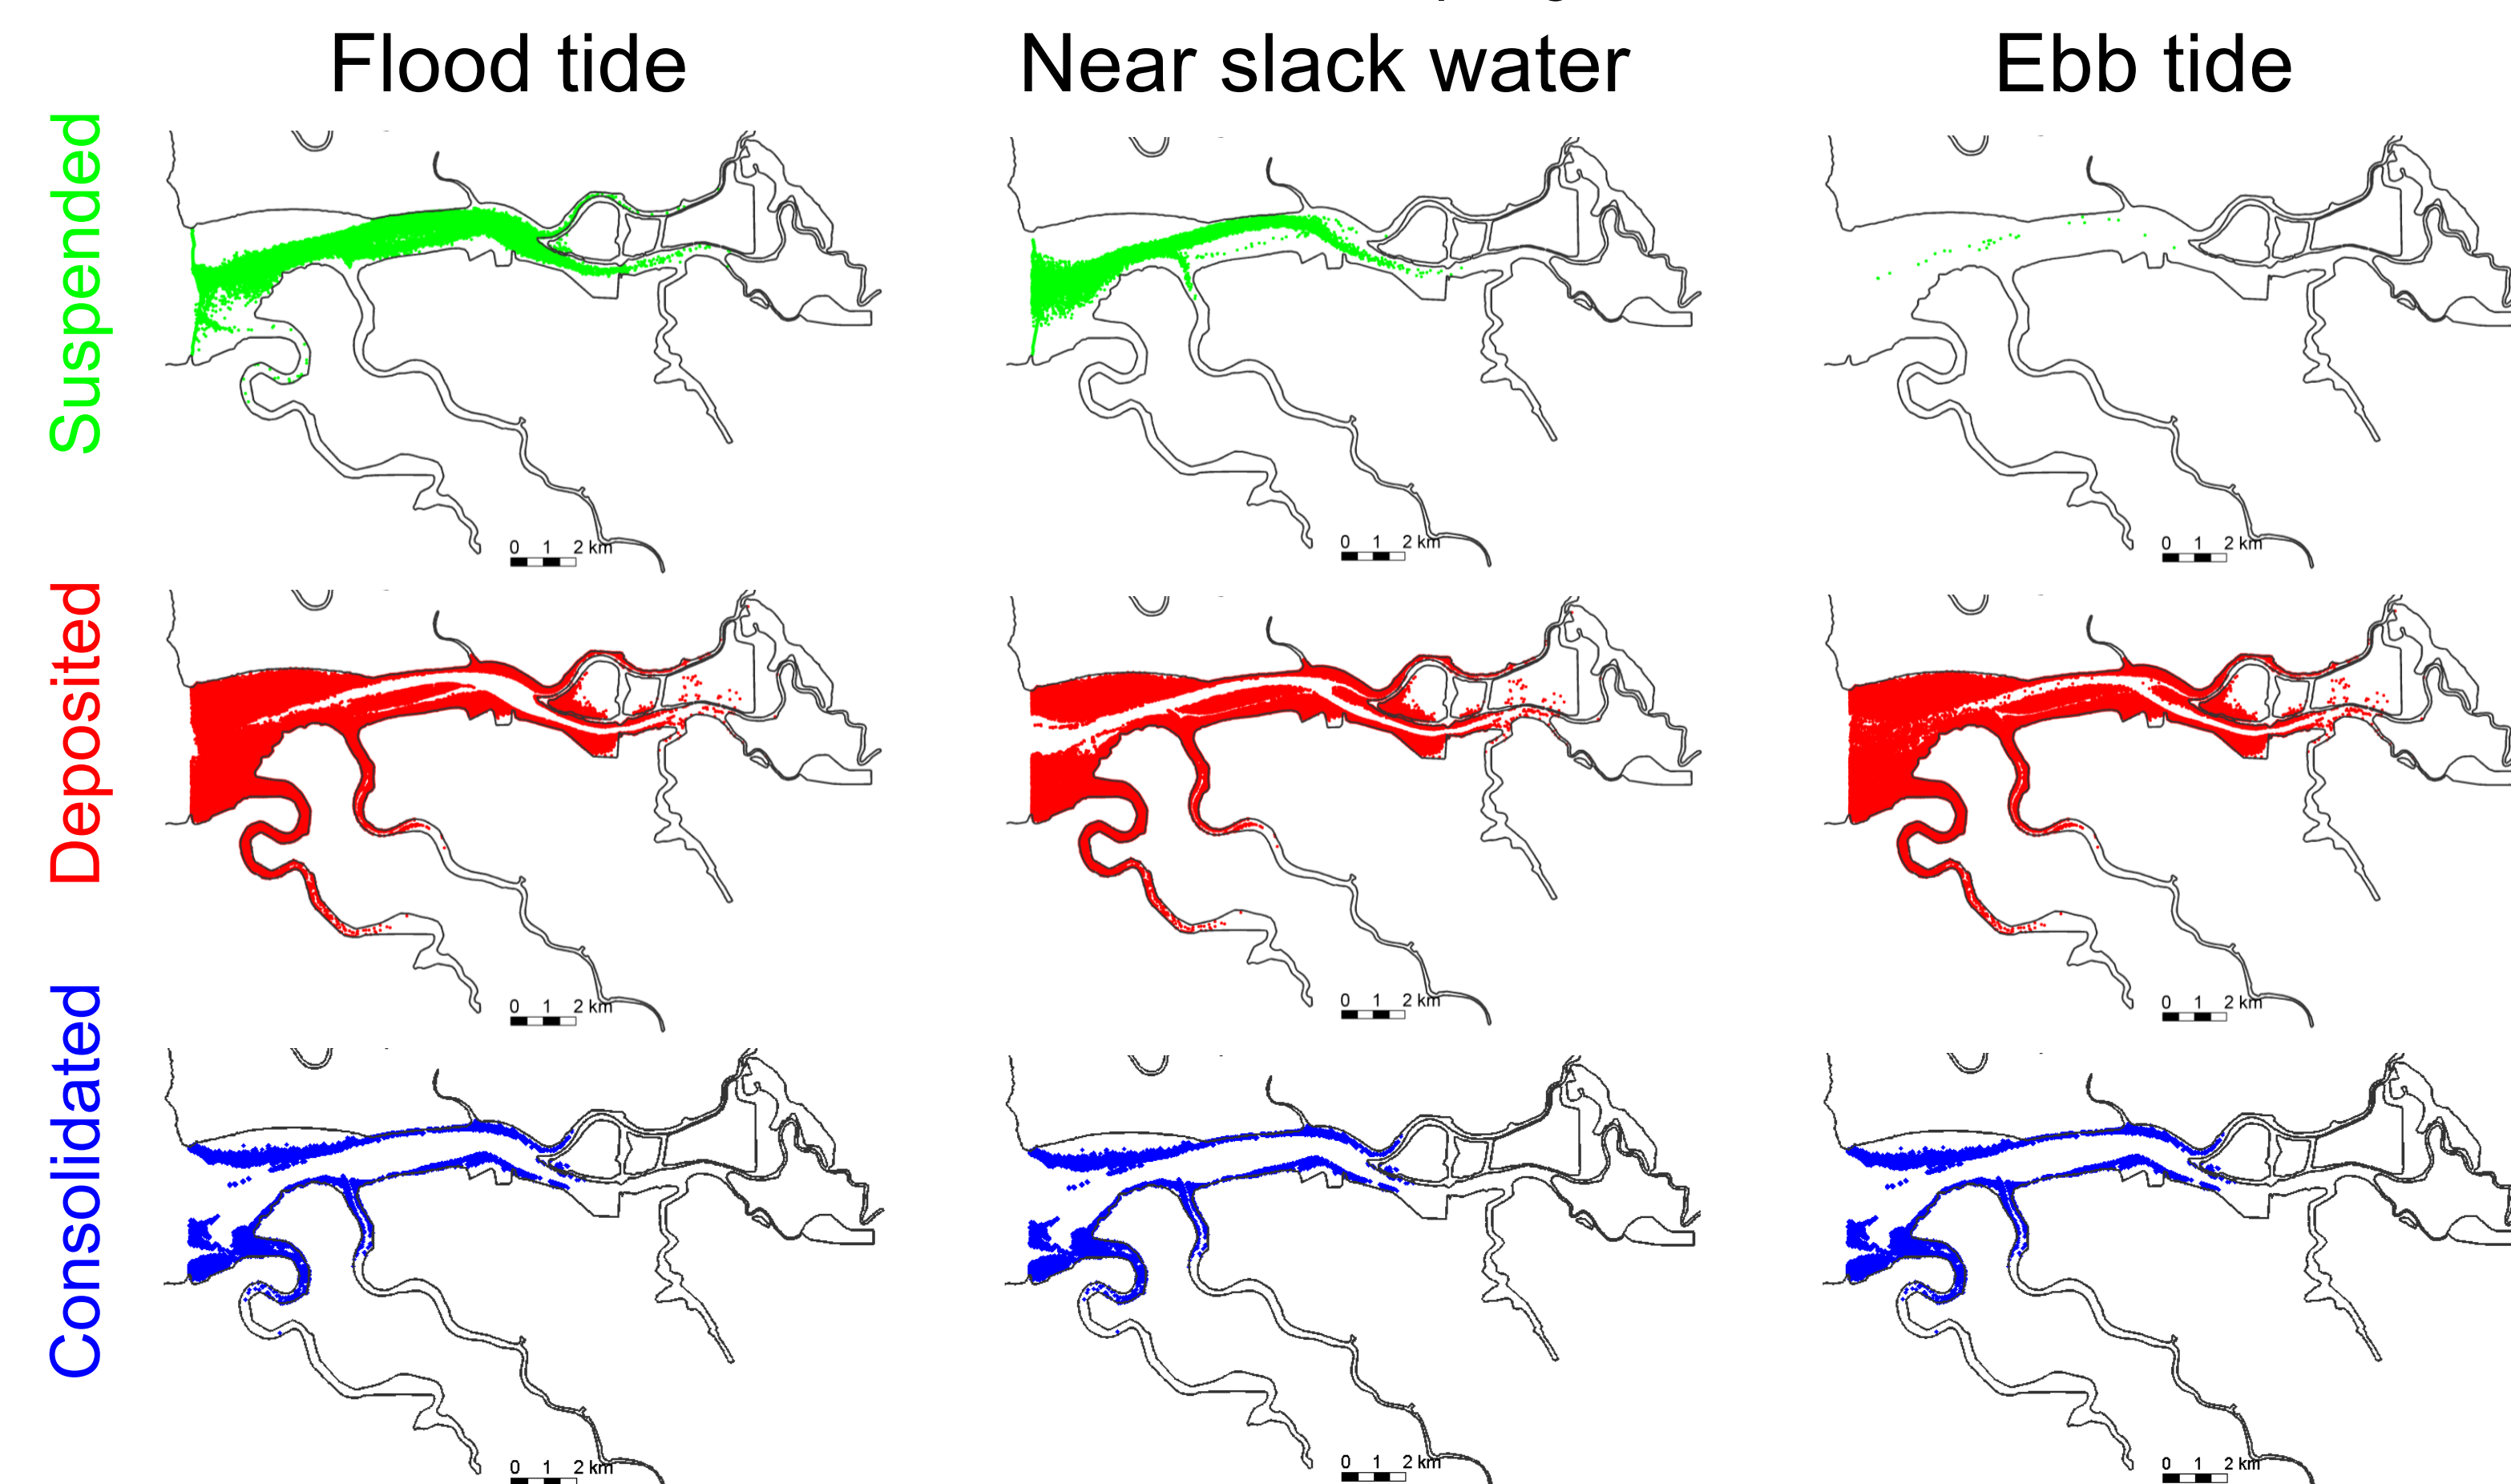 Flood tide Near slack water Ebb tide
Suspended
0 1 2 km 0 1 2 km 0 1 2 km
Deposited
0 1 2 km 0 1 2 km 0 1 2 km
Consolidated
0 1 2 km 0 1 2 km 0 1 2 km